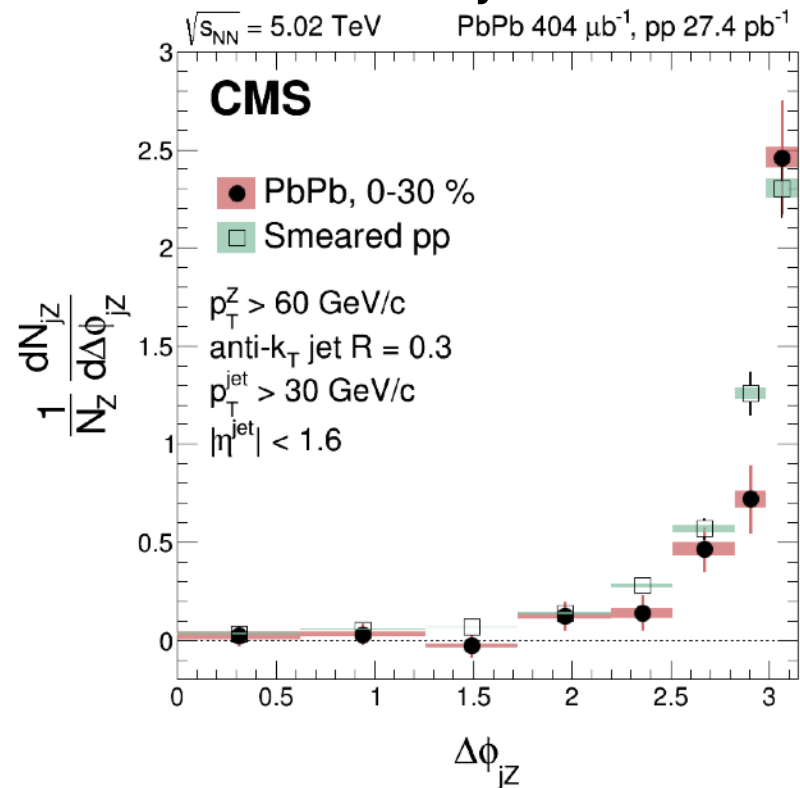 √s_NN = 5.02 TeV PbPb 404 μb⁻¹, pp 27.4 pb⁻¹
CMS
PbPb, 0-30 %
Smeared pp
p_T^Z > 60 GeV/c
anti-k_T jet R = 0.3
p_T^jet > 30 GeV/c
|η^jet| < 1.6
1/N_Z dN_jZ/dΔφ_jZ
3
2.5
2
1.5
1
0.5
0
0 0.5 1 1.5 2 2.5 3
Δφ_jZ